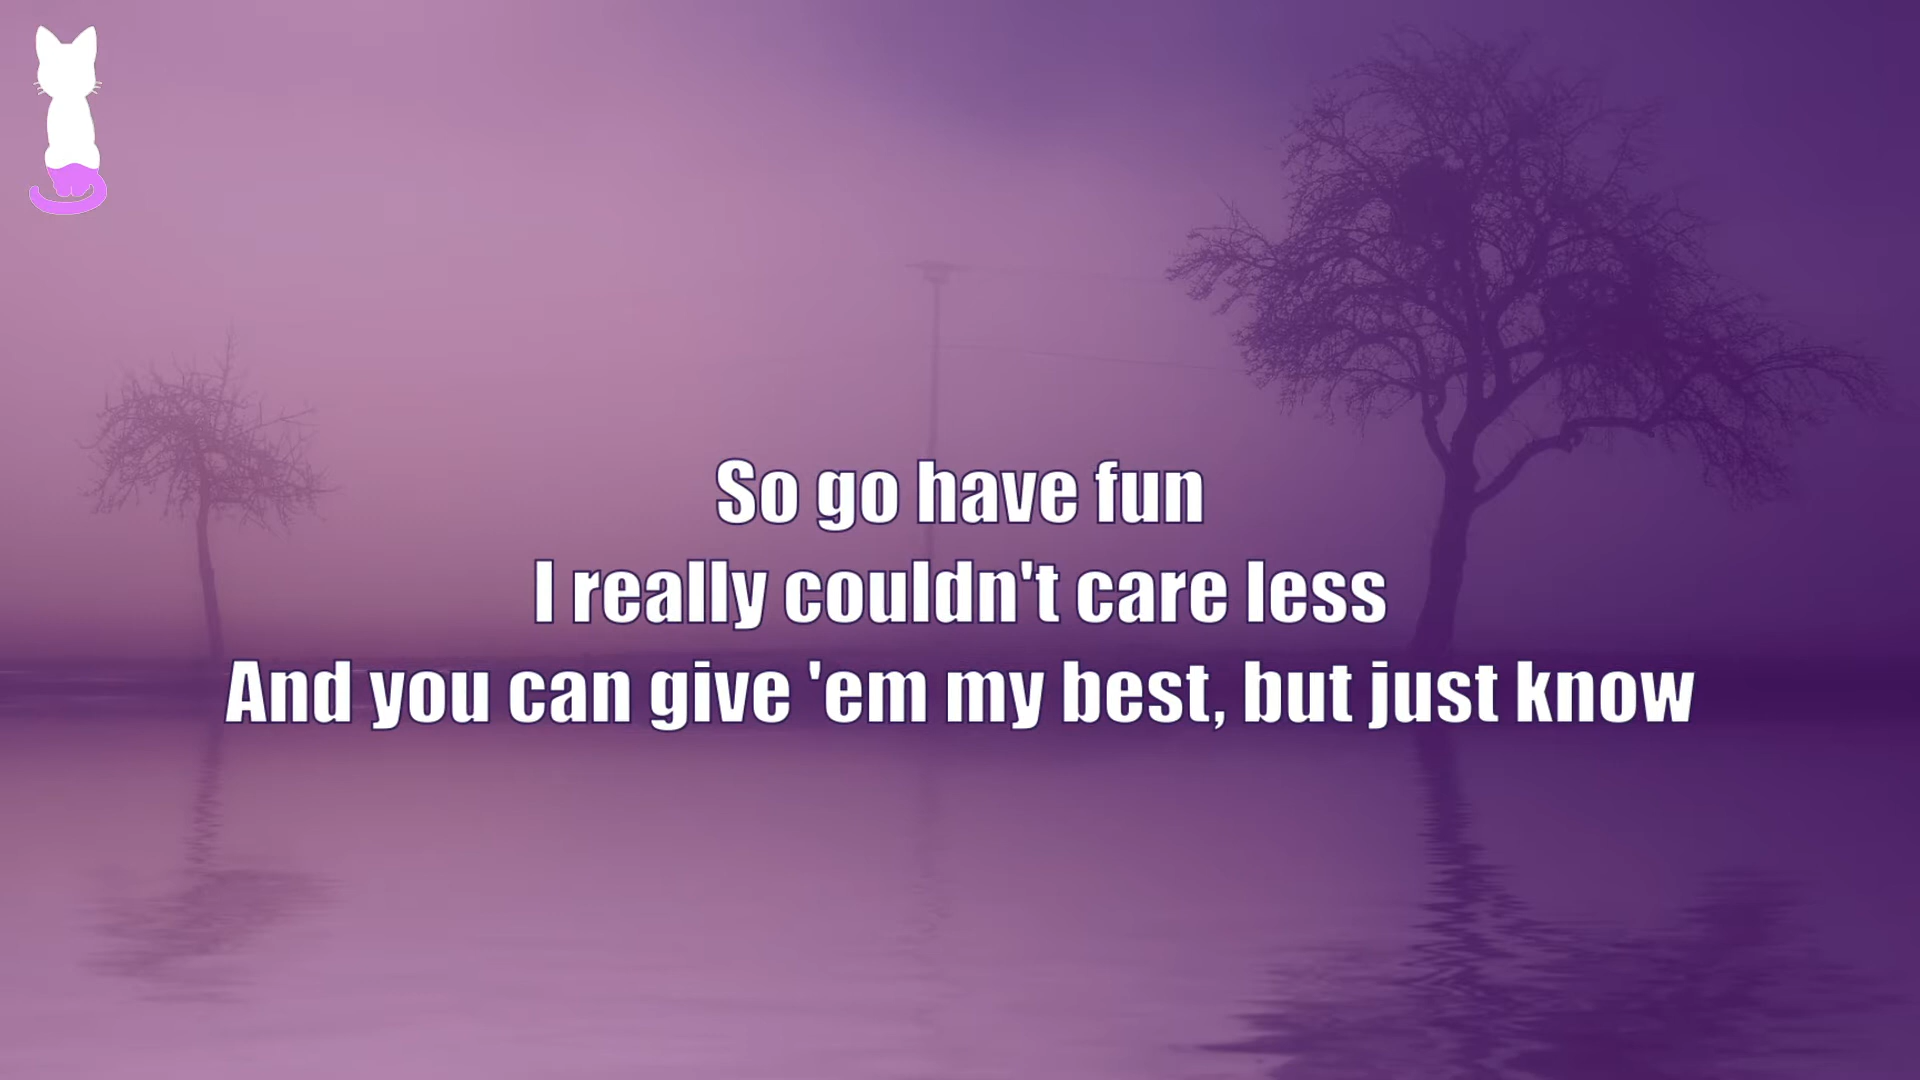 So go have fun
I really couldn't care less
And you can give 'em my best, but just know